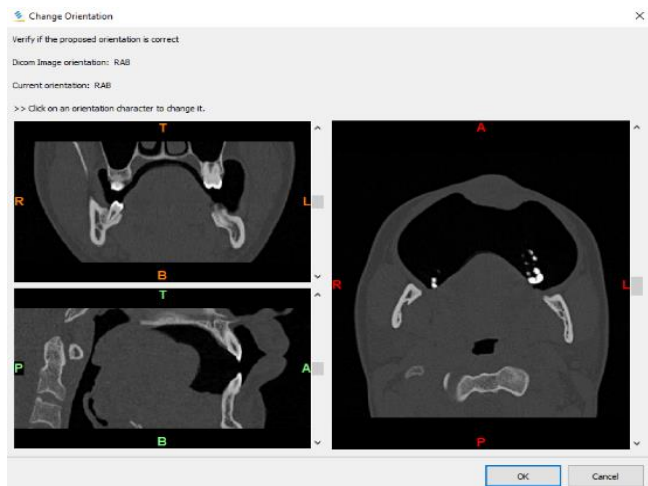 Change Orientation
Verify if the proposed orientation is correct
Dicom Image orientation: RAB
Current orientation: RAB
>> Click on an orientation character to change it.
T
R
L
B
T
P
A
B
A
R
L
P
OK
Cancel